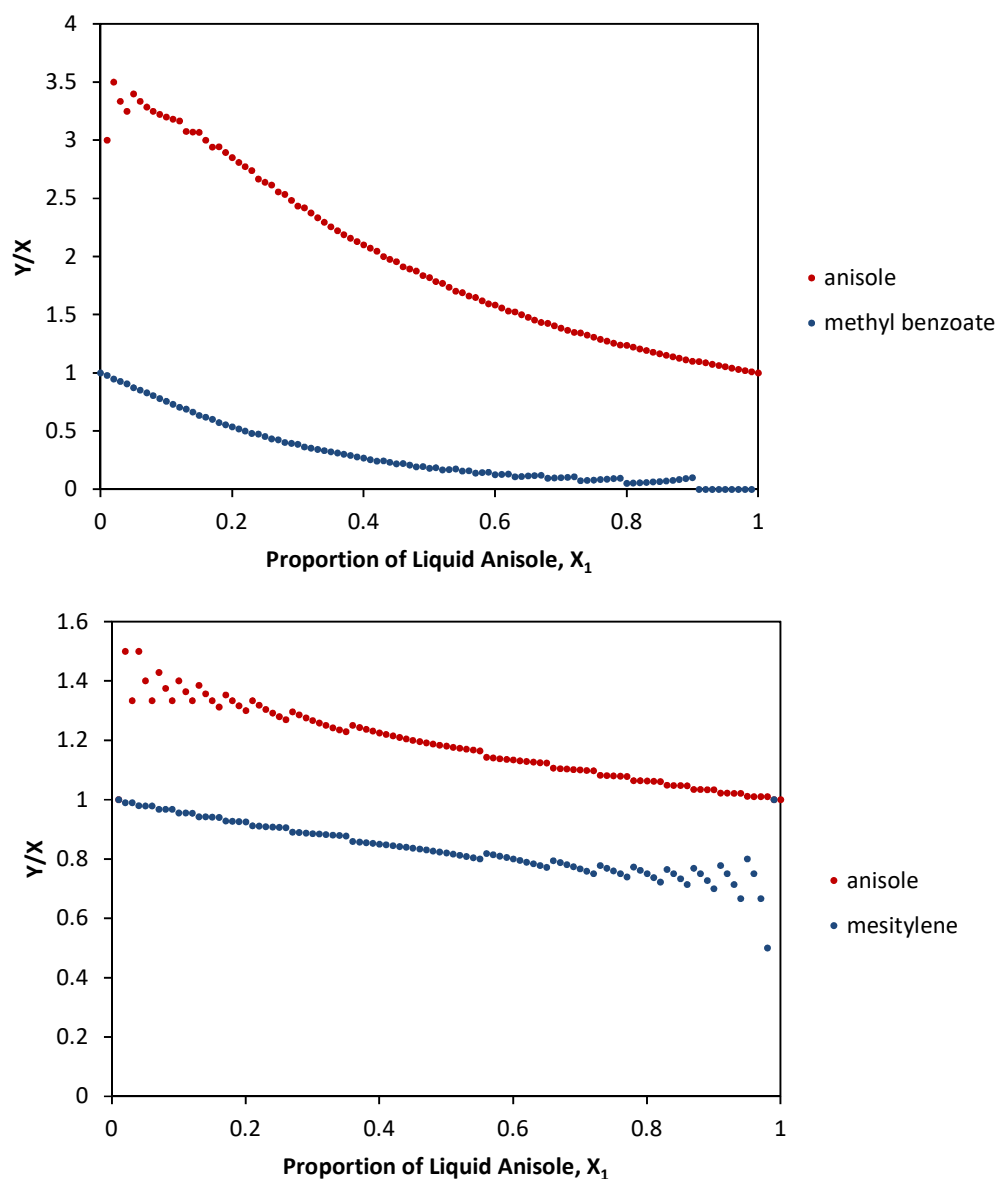 4
3.5
3
2.5
2
1.5
1
0.5
0
Y/X
0 0.2 0.4 0.6 0.8 1
Proportion of Liquid Anisole, X₁
anisole
methyl benzoate
1.6
1.4
1.2
1
0.8
0.6
0.4
0.2
0
Y/X
0 0.2 0.4 0.6 0.8 1
Proportion of Liquid Anisole, X₁
anisole
mesitylene